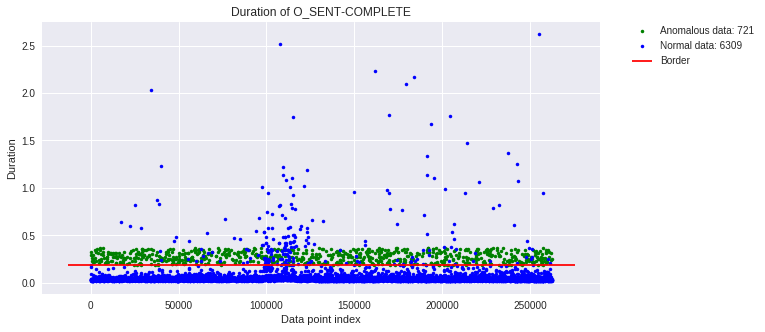 Duration of O_SENT-COMPLETE
Anomalous data: 721
Normal data: 6309
Border
2.5
2.0
1.5
1.0
0.5
0.0
Duration
0
50000
100000
150000
200000
250000
Data point index